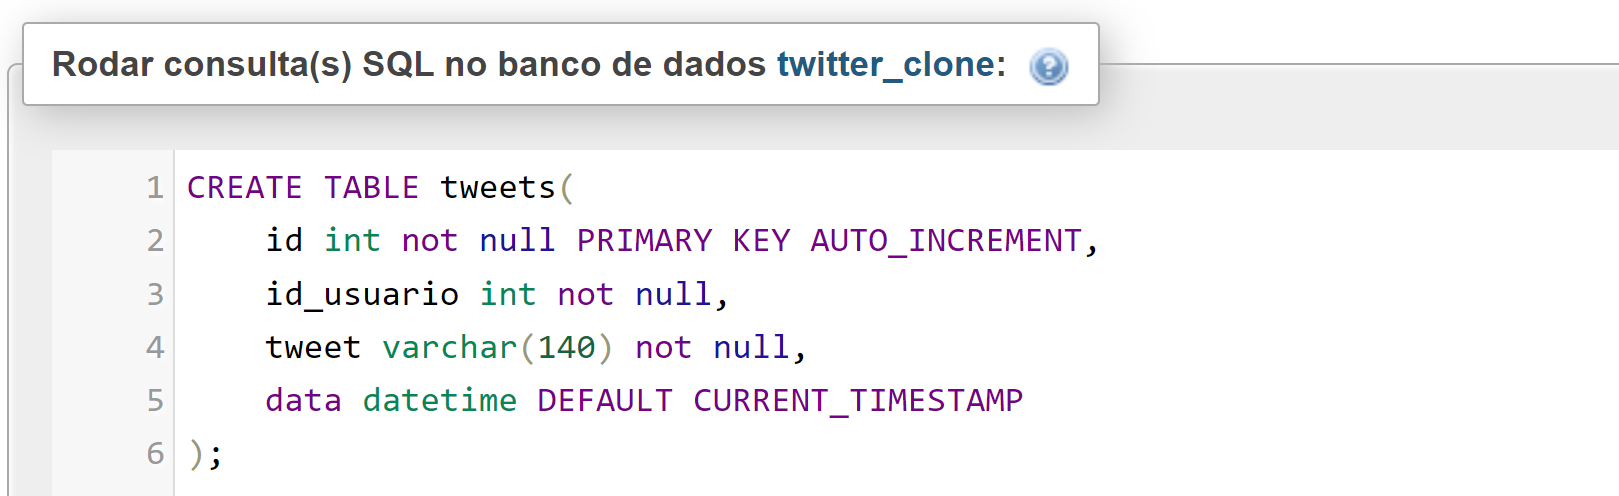 Rodar consulta(s) SQL no banco de dados twitter_clone:
1 CREATE TABLE tweets(
2 id int not null PRIMARY KEY AUTO_INCREMENT,
3 id_usuario int not null,
4 tweet varchar(140) not null,
5 data datetime DEFAULT CURRENT_TIMESTAMP
6 );